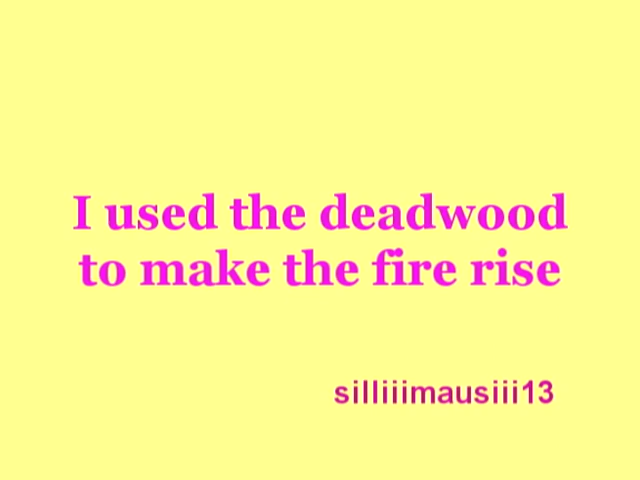 I used the deadwood
to make the fire rise
silliiimausiii13